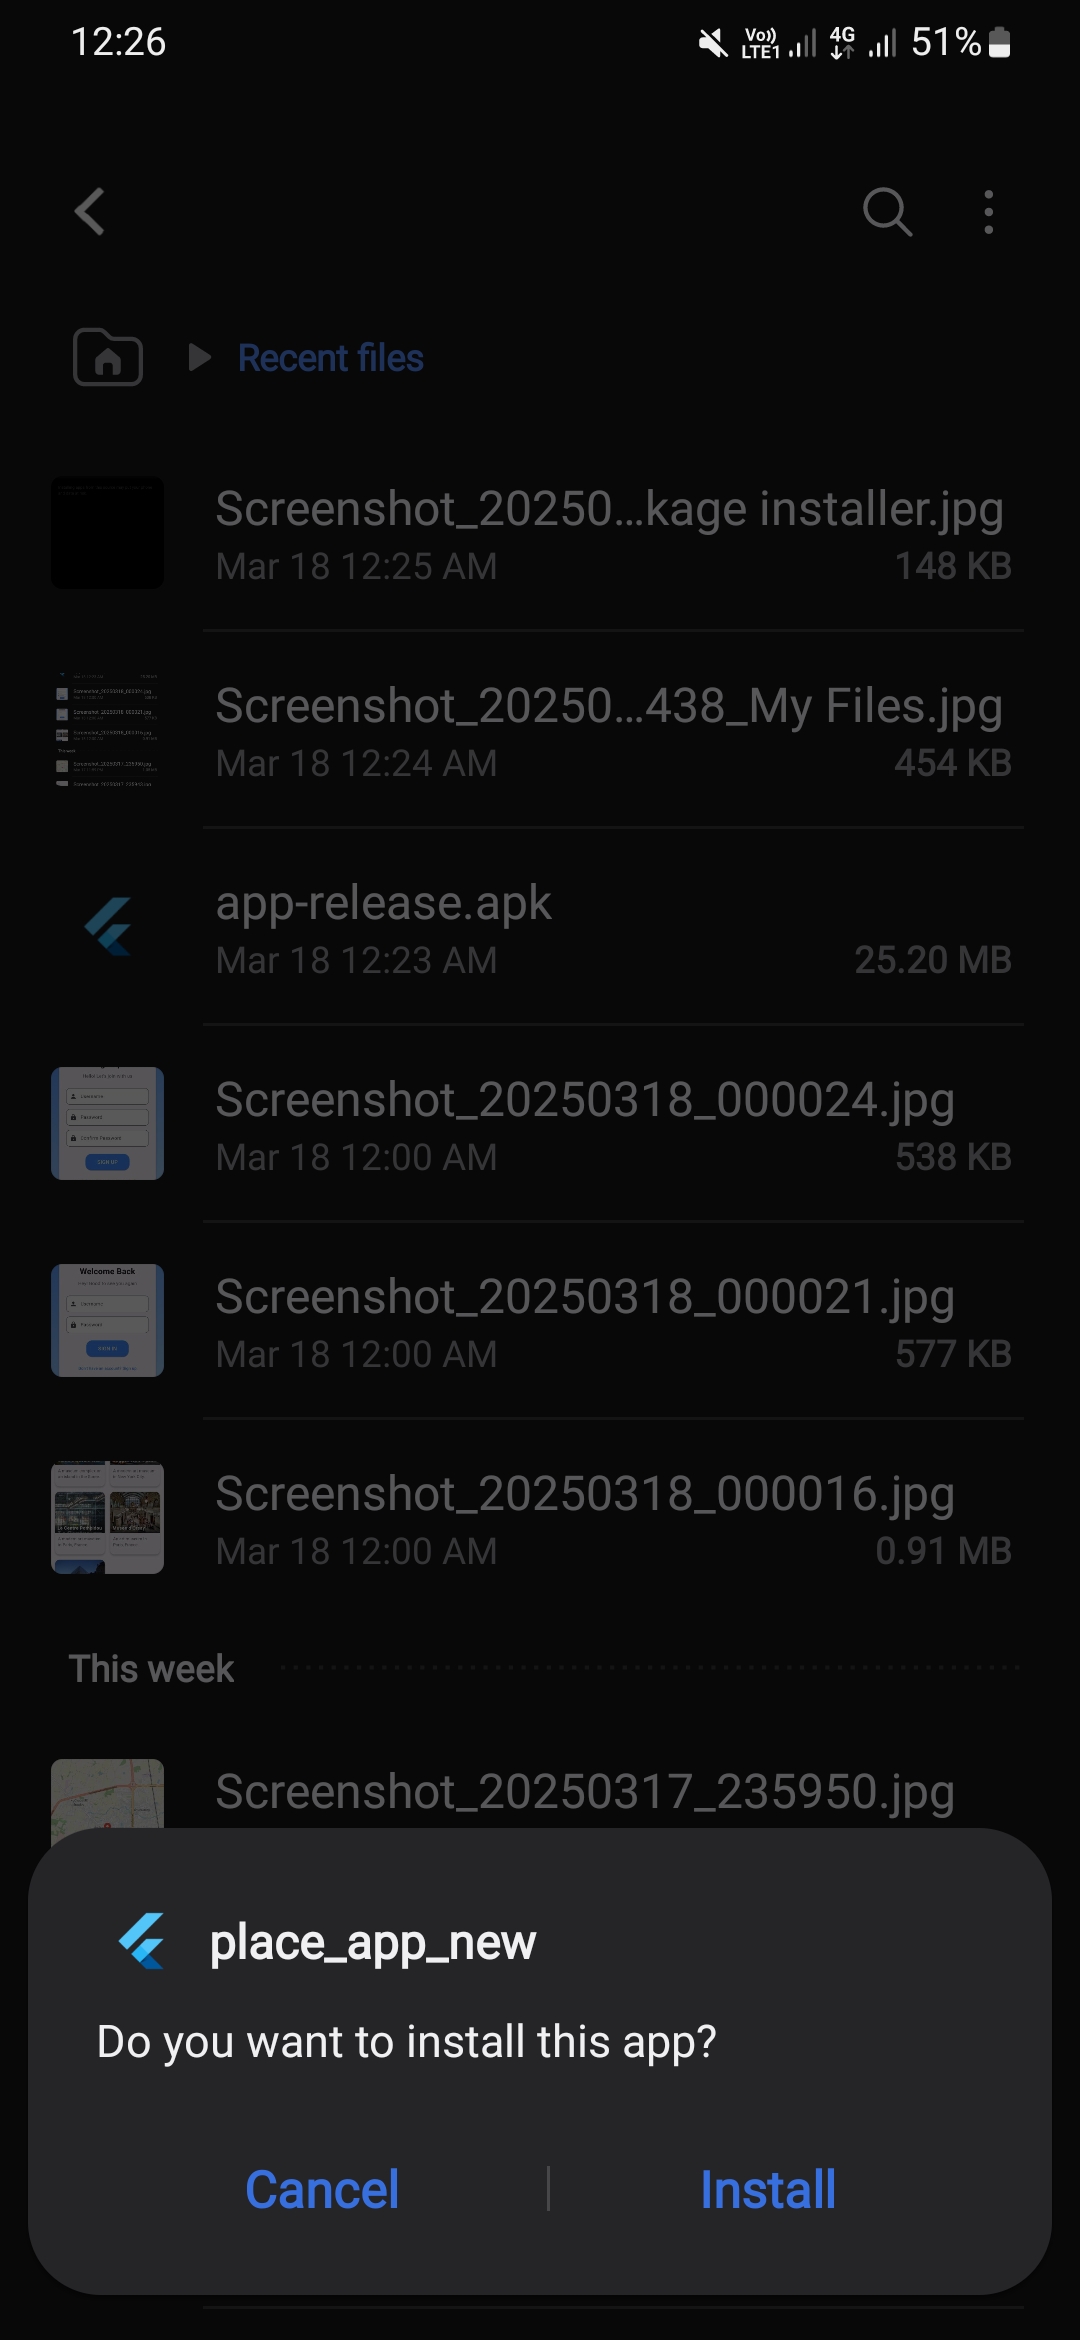 12:26
Vo)) LTE1 4G 51%
Recent files
Screenshot_20250...kage installer.jpg
Mar 18 12:25 AM 148 KB
Screenshot_20250...438_My Files.jpg
Mar 18 12:24 AM 454 KB
app-release.apk
Mar 18 12:23 AM 25.20 MB
Screenshot_20250318_000024.jpg
Mar 18 12:00 AM 538 KB
Welcome Back
Screenshot_20250318_000021.jpg
Mar 18 12:00 AM 577 KB
Screenshot_20250318_000016.jpg
Mar 18 12:00 AM 0.91 MB
This week
Screenshot_20250317_235950.jpg
place_app_new
Do you want to install this app?
Cancel Install